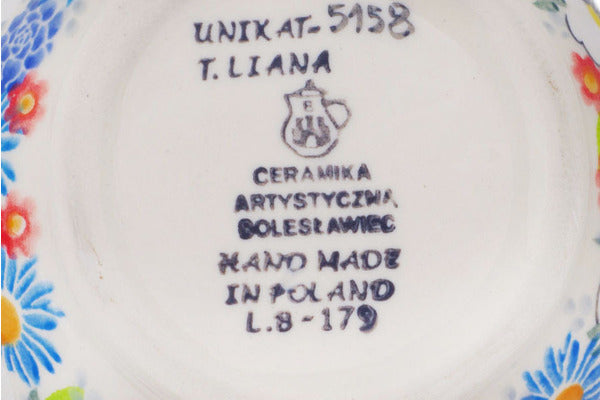 UNIKAT-5158
T. LIANA
B
CERAMIKA
ARTYSTYCZNA
BOLESŁAWIEC
HAND MADE
IN POLAND
L.8-179